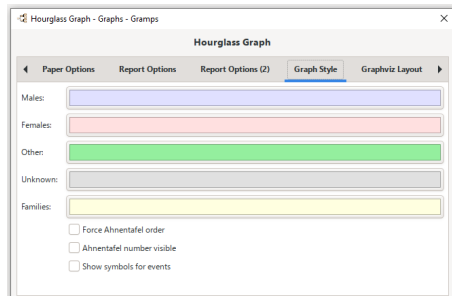 Hourglass Graph - Graphs - Gramps
Hourglass Graph
Paper Options Report Options Report Options (2) Graph Style Graphviz Layout
Males:
Females:
Other:
Unknown:
Families:
Force Ahnentafel order
Ahnentafel number visible
Show symbols for events